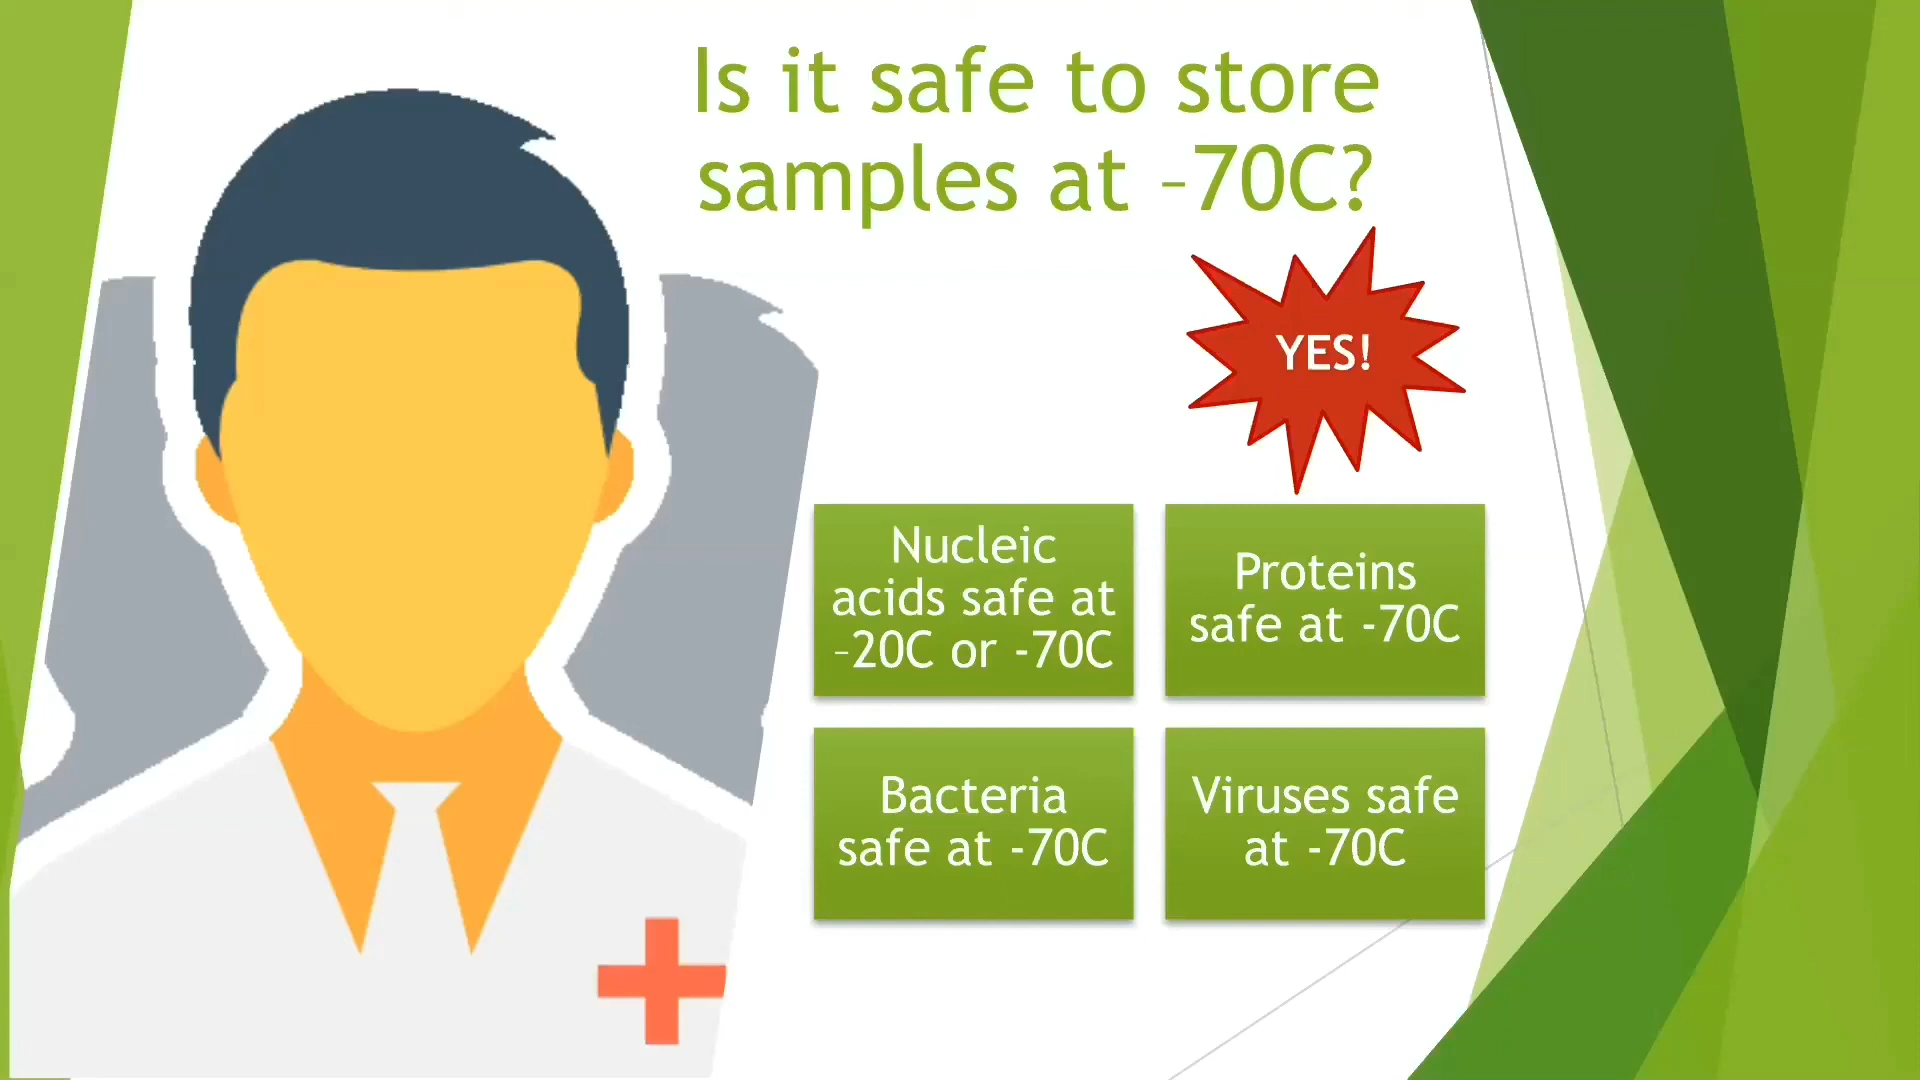 Is it safe to store
samples at –70C?
YES!
Nucleic
acids safe at
–20C or -70C
Proteins
safe at -70C
Bacteria
safe at -70C
Viruses safe
at -70C